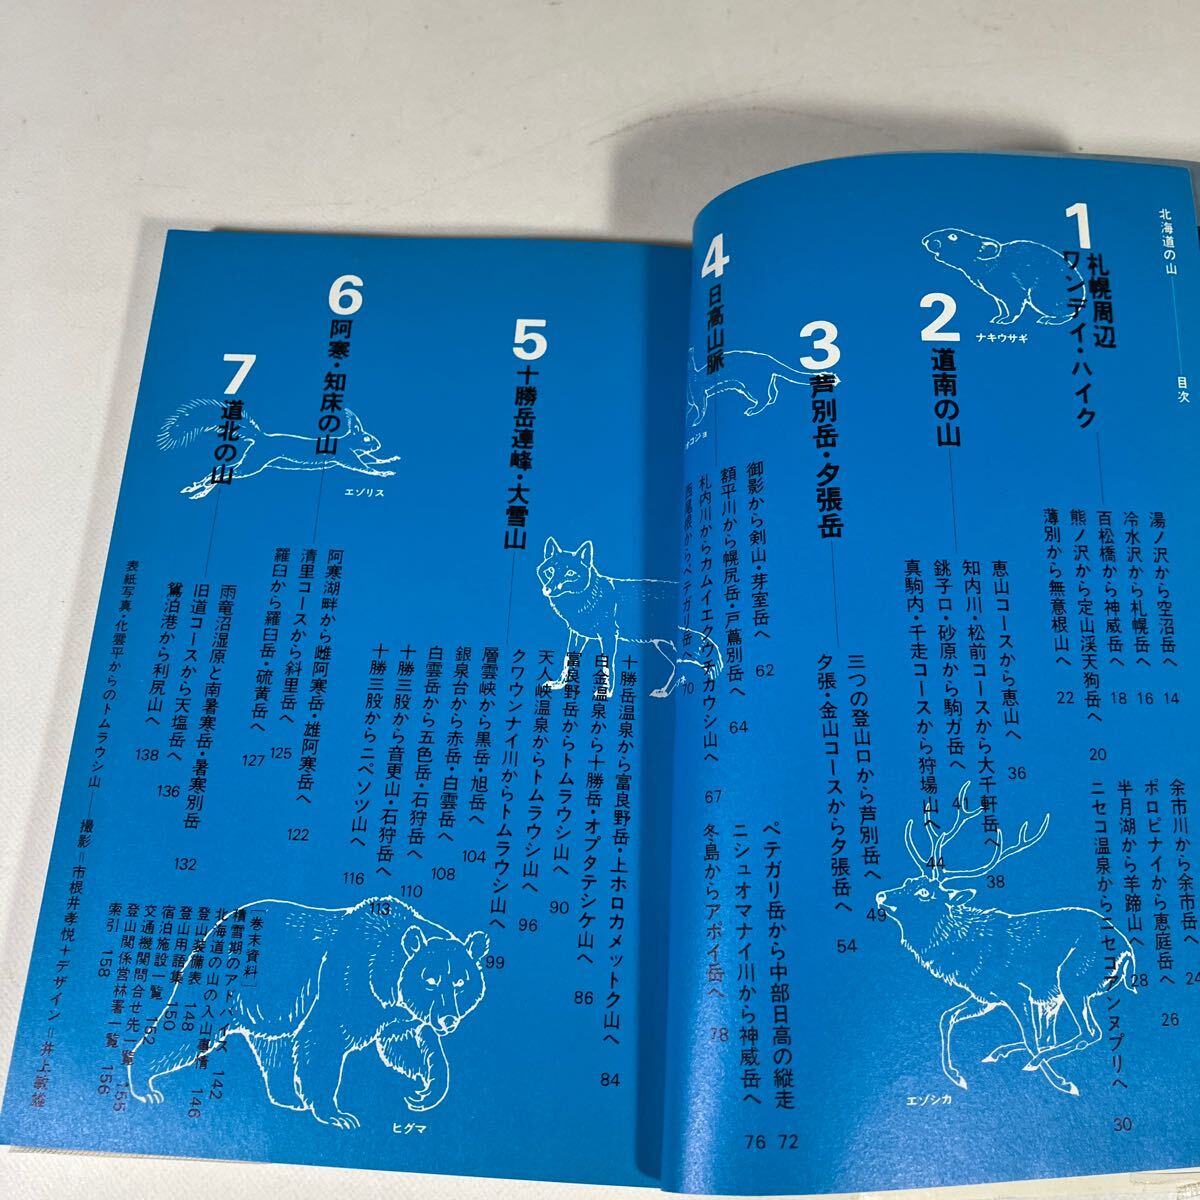 北海道の山――目次
1 札幌周辺
ワンデイ・ハイク
湯ノ沢から空沼岳へ 14
冷水沢から札幌岳へ 16
百松橋から神威岳へ 18
熊ノ沢から定山渓天狗岳へ 20
薄別から無意根山へ 22
余市川から余市岳へ 24
ポロピナイから恵庭岳へ 26
半月湖から羊蹄山へ 28
ニセコ温泉からニセコアンヌプリへ 30
ナキウサギ
2 道南の山
恵山コースから恵山へ 36
知内川・松前コースから大千軒岳へ 38
銚子口・砂原から駒ガ岳へ 41
真駒内・千走コースから狩場山へ 44
3 芦別岳・夕張岳
三つの登山口から芦別岳へ 49
夕張・金山コースから夕張岳へ 54
エゾシカ
4 日高山脈
コジョ
御影から剣山・芽室岳へ 62
額平川から幌尻岳・戸蔦別岳へ 64
札内川からカムイエクウチカウシ山へ 67
西尾根からペテガリ岳へ 70
ペテガリ岳から中部日高の縦走 72
ニシュオマナイ川から神威岳へ 76
冬島からアポイ岳へ 78
5 十勝岳連峰・大雪山
十勝岳温泉から富良野岳・上ホロカメットク山へ 84
白金温泉から十勝岳・オプタテシケ山へ 86
富良野岳からトムラウシ山へ 90
天人峡温泉からトムラウシ山へ 96
クワウンナイ川からトムラウシ山へ 99
層雲峡から黒岳・旭岳へ 104
銀泉台から赤岳・白雲岳へ 108
白雲岳から五色岳・石狩岳へ 110
十勝三股から音更山・石狩岳へ 113
十勝三股からニペソツ山へ 116
ネ
6 阿寒・知床の山
阿寒湖畔から雌阿寒岳・雄阿寒岳へ 122
清里コースから斜里岳へ 125
羅臼から羅臼岳・硫黄岳へ 127
エゾリス
7 道北の山
雨竜沼湿原と南暑寒岳・暑寒別岳 132
旧道コースから天塩岳へ 136
鴛泊港から利尻山へ 138
[巻末資料]
積雪期のアドバイス 142
北海道の山の入山事情 146
登山装備表 148
登山用語集 150
宿泊施設一覧 152
交通機関問合せ先一覧 155
登山関係営林署一覧 156
索引 158
ヒグマ
表紙写真・化雲平からのトムラウシ山――撮影=市根井孝悦+デザイン=井上敏雄